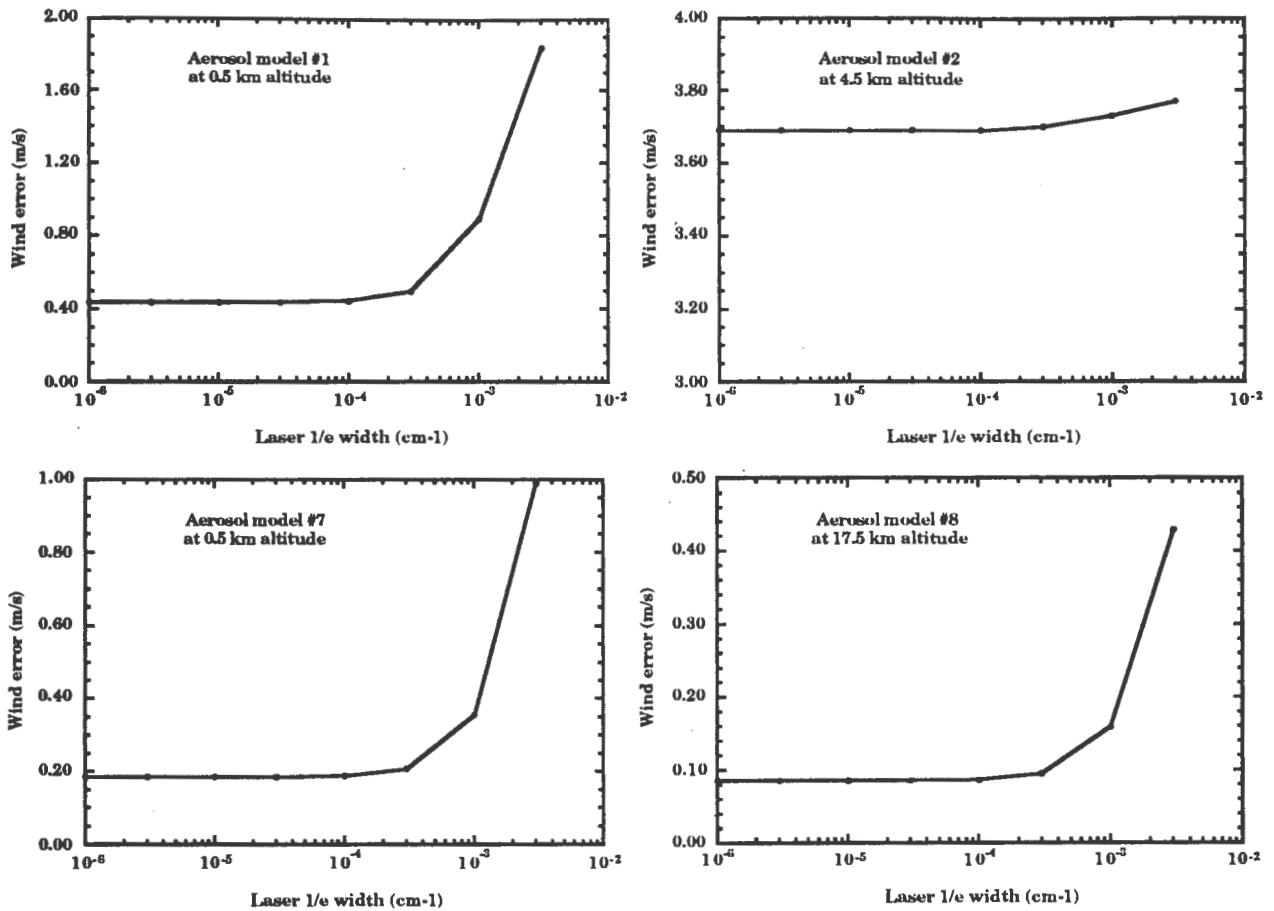 2.00
1.60
1.20
0.80
0.40
0.00
Wind error (m/s)
Aerosol model #1
at 0.5 km altitude
10-6 10-5 10-4 10-3 10-2
Laser 1/e width (cm-1)
4.00
3.80
3.60
3.40
3.20
3.00
Wind error (m/s)
Aerosol model #2
at 4.5 km altitude
10-6 10-5 10-4 10-3 10-2
Laser 1/e width (cm-1)
1.00
0.80
0.60
0.40
0.20
0.00
Wind error (m/s)
Aerosol model #7
at 0.5 km altitude
10-6 10-5 10-4 10-3 10-2
Laser 1/e width (cm-1)
0.50
0.40
0.30
0.20
0.10
0.00
Wind error (m/s)
Aerosol model #8
at 17.5 km altitude
10-6 10-5 10-4 10-3 10-2
Laser 1/e width (cm-1)